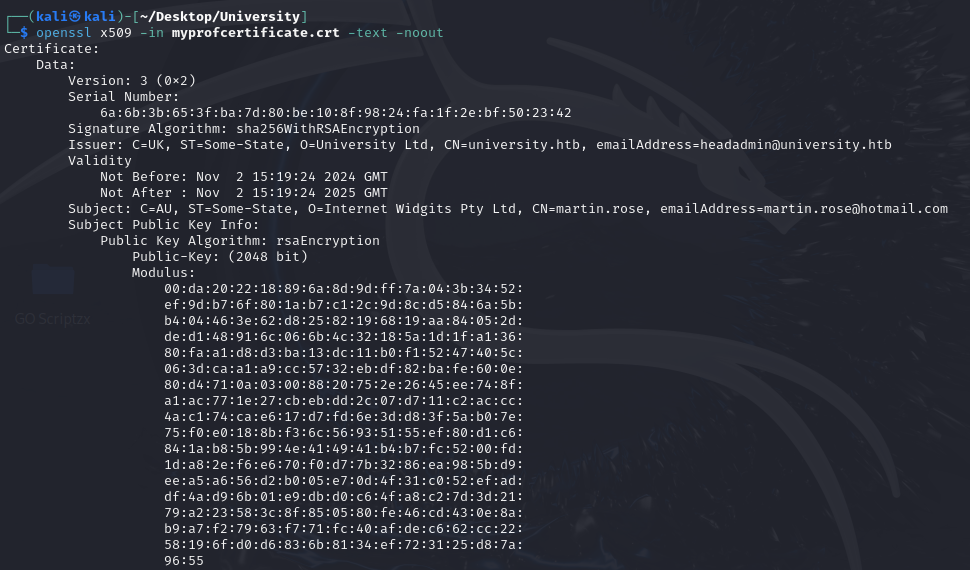 ┌──(kali㉿kali)-[~/Desktop/University]
└─$ openssl x509 -in myprofcertificate.crt -text -noout
Certificate:
    Data:
        Version: 3 (0×2)
        Serial Number:
            6a:6b:3b:65:3f:ba:7d:80:be:10:8f:98:24:fa:1f:2e:bf:50:23:42
        Signature Algorithm: sha256WithRSAEncryption
        Issuer: C=UK, ST=Some-State, O=University Ltd, CN=university.htb, emailAddress=headadmin@university.htb
        Validity
            Not Before: Nov  2 15:19:24 2024 GMT
            Not After : Nov  2 15:19:24 2025 GMT
        Subject: C=AU, ST=Some-State, O=Internet Widgits Pty Ltd, CN=martin.rose, emailAddress=martin.rose@hotmail.com
        Subject Public Key Info:
            Public Key Algorithm: rsaEncryption
                Public-Key: (2048 bit)
                Modulus:
                    00:da:20:22:18:89:6a:8d:9d:ff:7a:04:3b:34:52:
                    ef:9d:b7:6f:80:1a:b7:c1:2c:9d:8c:d5:84:6a:5b:
                    b4:04:46:3e:62:d8:25:82:19:68:19:aa:84:05:2d:
                    de:d1:48:91:6c:06:6b:4c:32:18:5a:1d:1f:a1:36:
                    80:fa:a1:d8:d3:ba:13:dc:11:b0:f1:52:47:40:5c:
                    06:3d:ca:a1:a9:cc:57:32:eb:df:82:ba:fe:60:0e:
                    80:d4:71:0a:03:00:88:20:75:2e:26:45:ee:74:8f:
                    a1:ac:77:1e:27:cb:eb:dd:2c:07:d7:11:c2:ac:cc:
                    4a:c1:74:ca:e6:17:d7:fd:6e:3d:d8:3f:5a:b0:7e:
                    75:f0:e0:18:8b:f3:6c:56:93:51:55:ef:80:d1:c6:
                    84:1a:b8:5b:99:4e:41:49:41:b4:b7:fc:52:00:fd:
                    1d:a8:2e:f6:e6:70:f0:d7:7b:32:86:ea:98:5b:d9:
                    ee:a5:a6:56:d2:b0:05:e7:0d:4f:31:c0:52:ef:ad:
                    df:4a:d9:6b:01:e9:db:d0:c6:4f:a8:c2:7d:3d:21:
                    79:a2:23:58:3c:8f:85:05:80:fe:46:cd:43:0e:8a:
                    b9:a7:f2:79:63:f7:71:fc:40:af:de:c6:62:cc:22:
                    58:19:6f:d0:d6:83:6b:81:34:ef:72:31:25:d8:7a:
                    96:55
GO Scriptzx